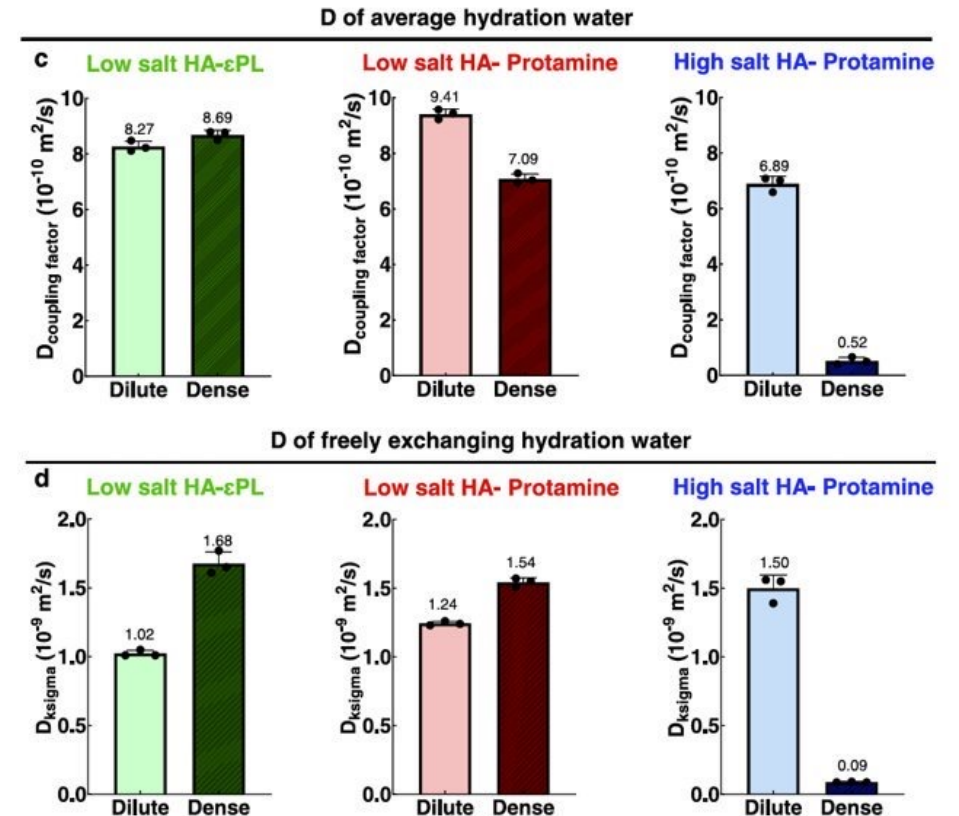 D of average hydration water
c
Low salt HA-εPL
Low salt HA- Protamine
High salt HA- Protamine
D coupling factor (10-10 m2/s)
10
8
6
4
2
0
8.27
8.69
Dilute Dense
D coupling factor (10-10 m2/s)
10
8
6
4
2
0
9.41
7.09
Dilute Dense
D coupling factor (10-10 m2/s)
10
8
6
4
2
0
6.89
0.52
Dilute Dense
D of freely exchanging hydration water
d
Low salt HA-εPL
Low salt HA- Protamine
High salt HA- Protamine
Dksigma (10-9 m2/s)
2.0
1.5
1.0
0.5
0.0
1.02
1.68
Dilute Dense
Dksigma (10-9 m2/s)
2.0
1.5
1.0
0.5
0.0
1.24
1.54
Dilute Dense
Dksigma (10-9 m2/s)
2.0
1.5
1.0
0.5
0.0
1.50
0.09
Dilute Dense